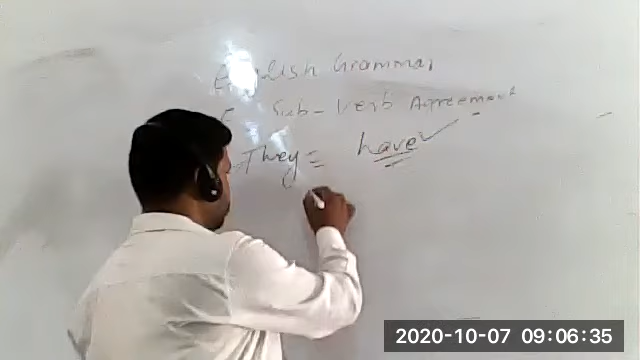 English Grammar
Sub-Verb Agreement
They = have ✓
2020-10-07 09:06:35